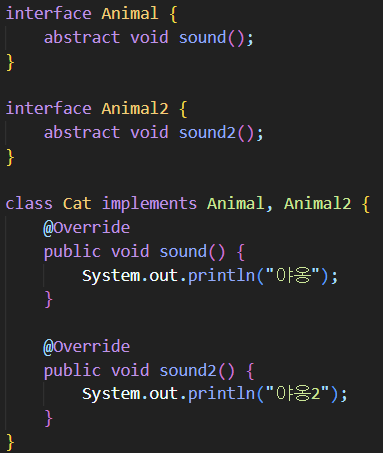 interface Animal {
    abstract void sound();
}

interface Animal2 {
    abstract void sound2();
}

class Cat implements Animal, Animal2 {
    @Override
    public void sound() {
        System.out.println("야옹");
    }

    @Override
    public void sound2() {
        System.out.println("야옹2");
    }
}